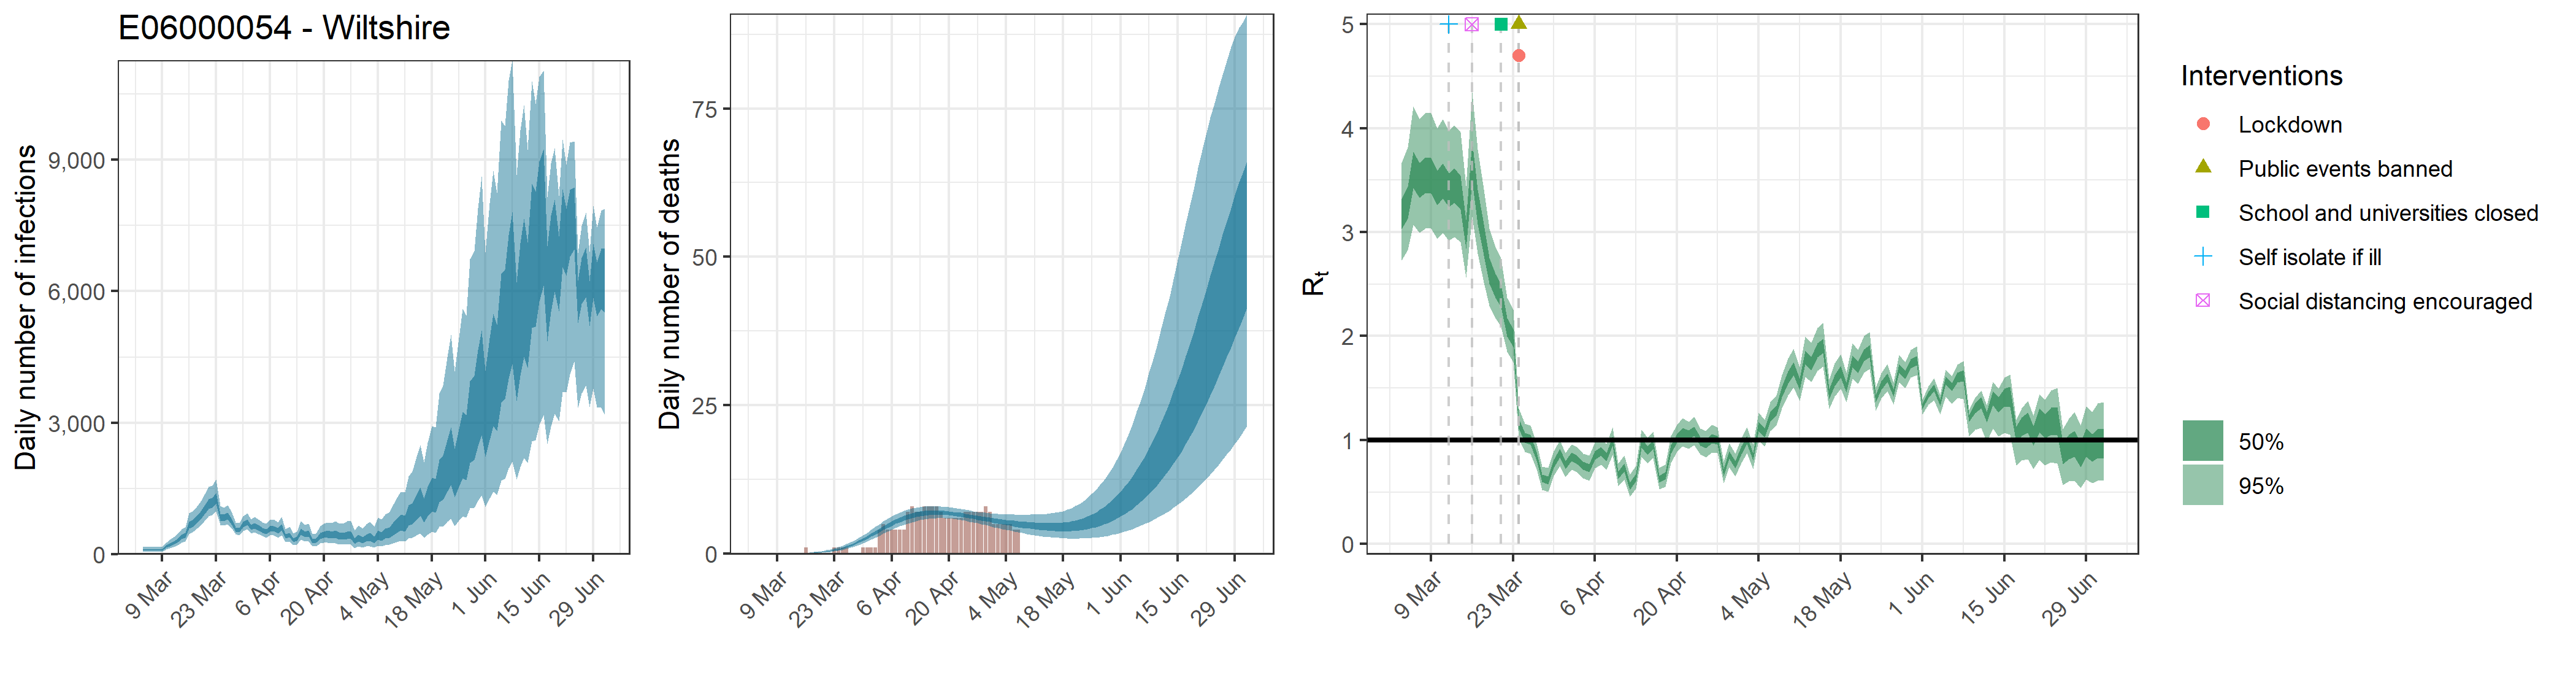 E06000054 - Wiltshire
Daily number of infections
9,000
6,000
3,000
0
9 Mar
23 Mar
6 Apr
20 Apr
4 May
18 May
1 Jun
15 Jun
29 Jun
Daily number of deaths
75
50
25
0
9 Mar
23 Mar
6 Apr
20 Apr
4 May
18 May
1 Jun
15 Jun
29 Jun
Rt
5
4
3
2
1
0
9 Mar
23 Mar
6 Apr
20 Apr
4 May
18 May
1 Jun
15 Jun
29 Jun
Interventions
Lockdown
Public events banned
School and universities closed
Self isolate if ill
Social distancing encouraged
50%
95%